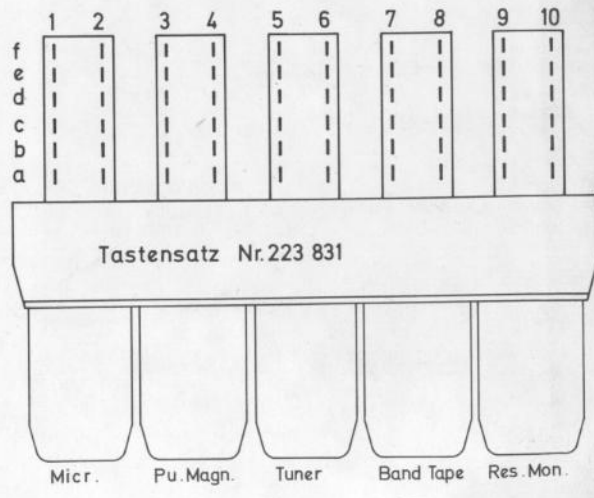 1 2 3 4 5 6 7 8 9 10
f
e
d
c
b
a
Tastensatz Nr. 223 831
Micr. Pu. Magn. Tuner Band Tape Res. Mon.